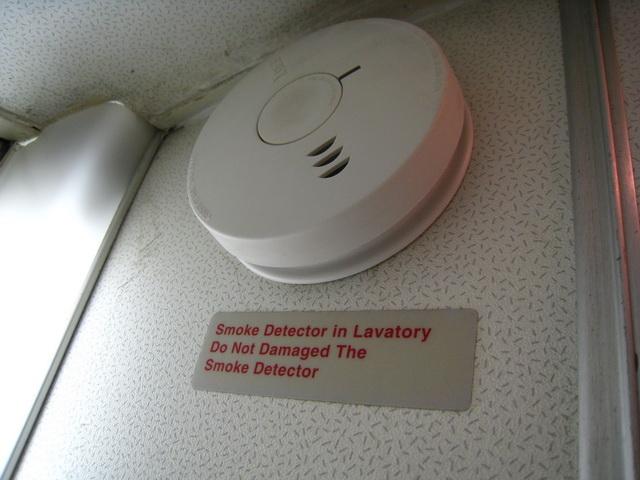 Smoke Detector in Lavatory
Do Not Damaged The
Smoke Detector